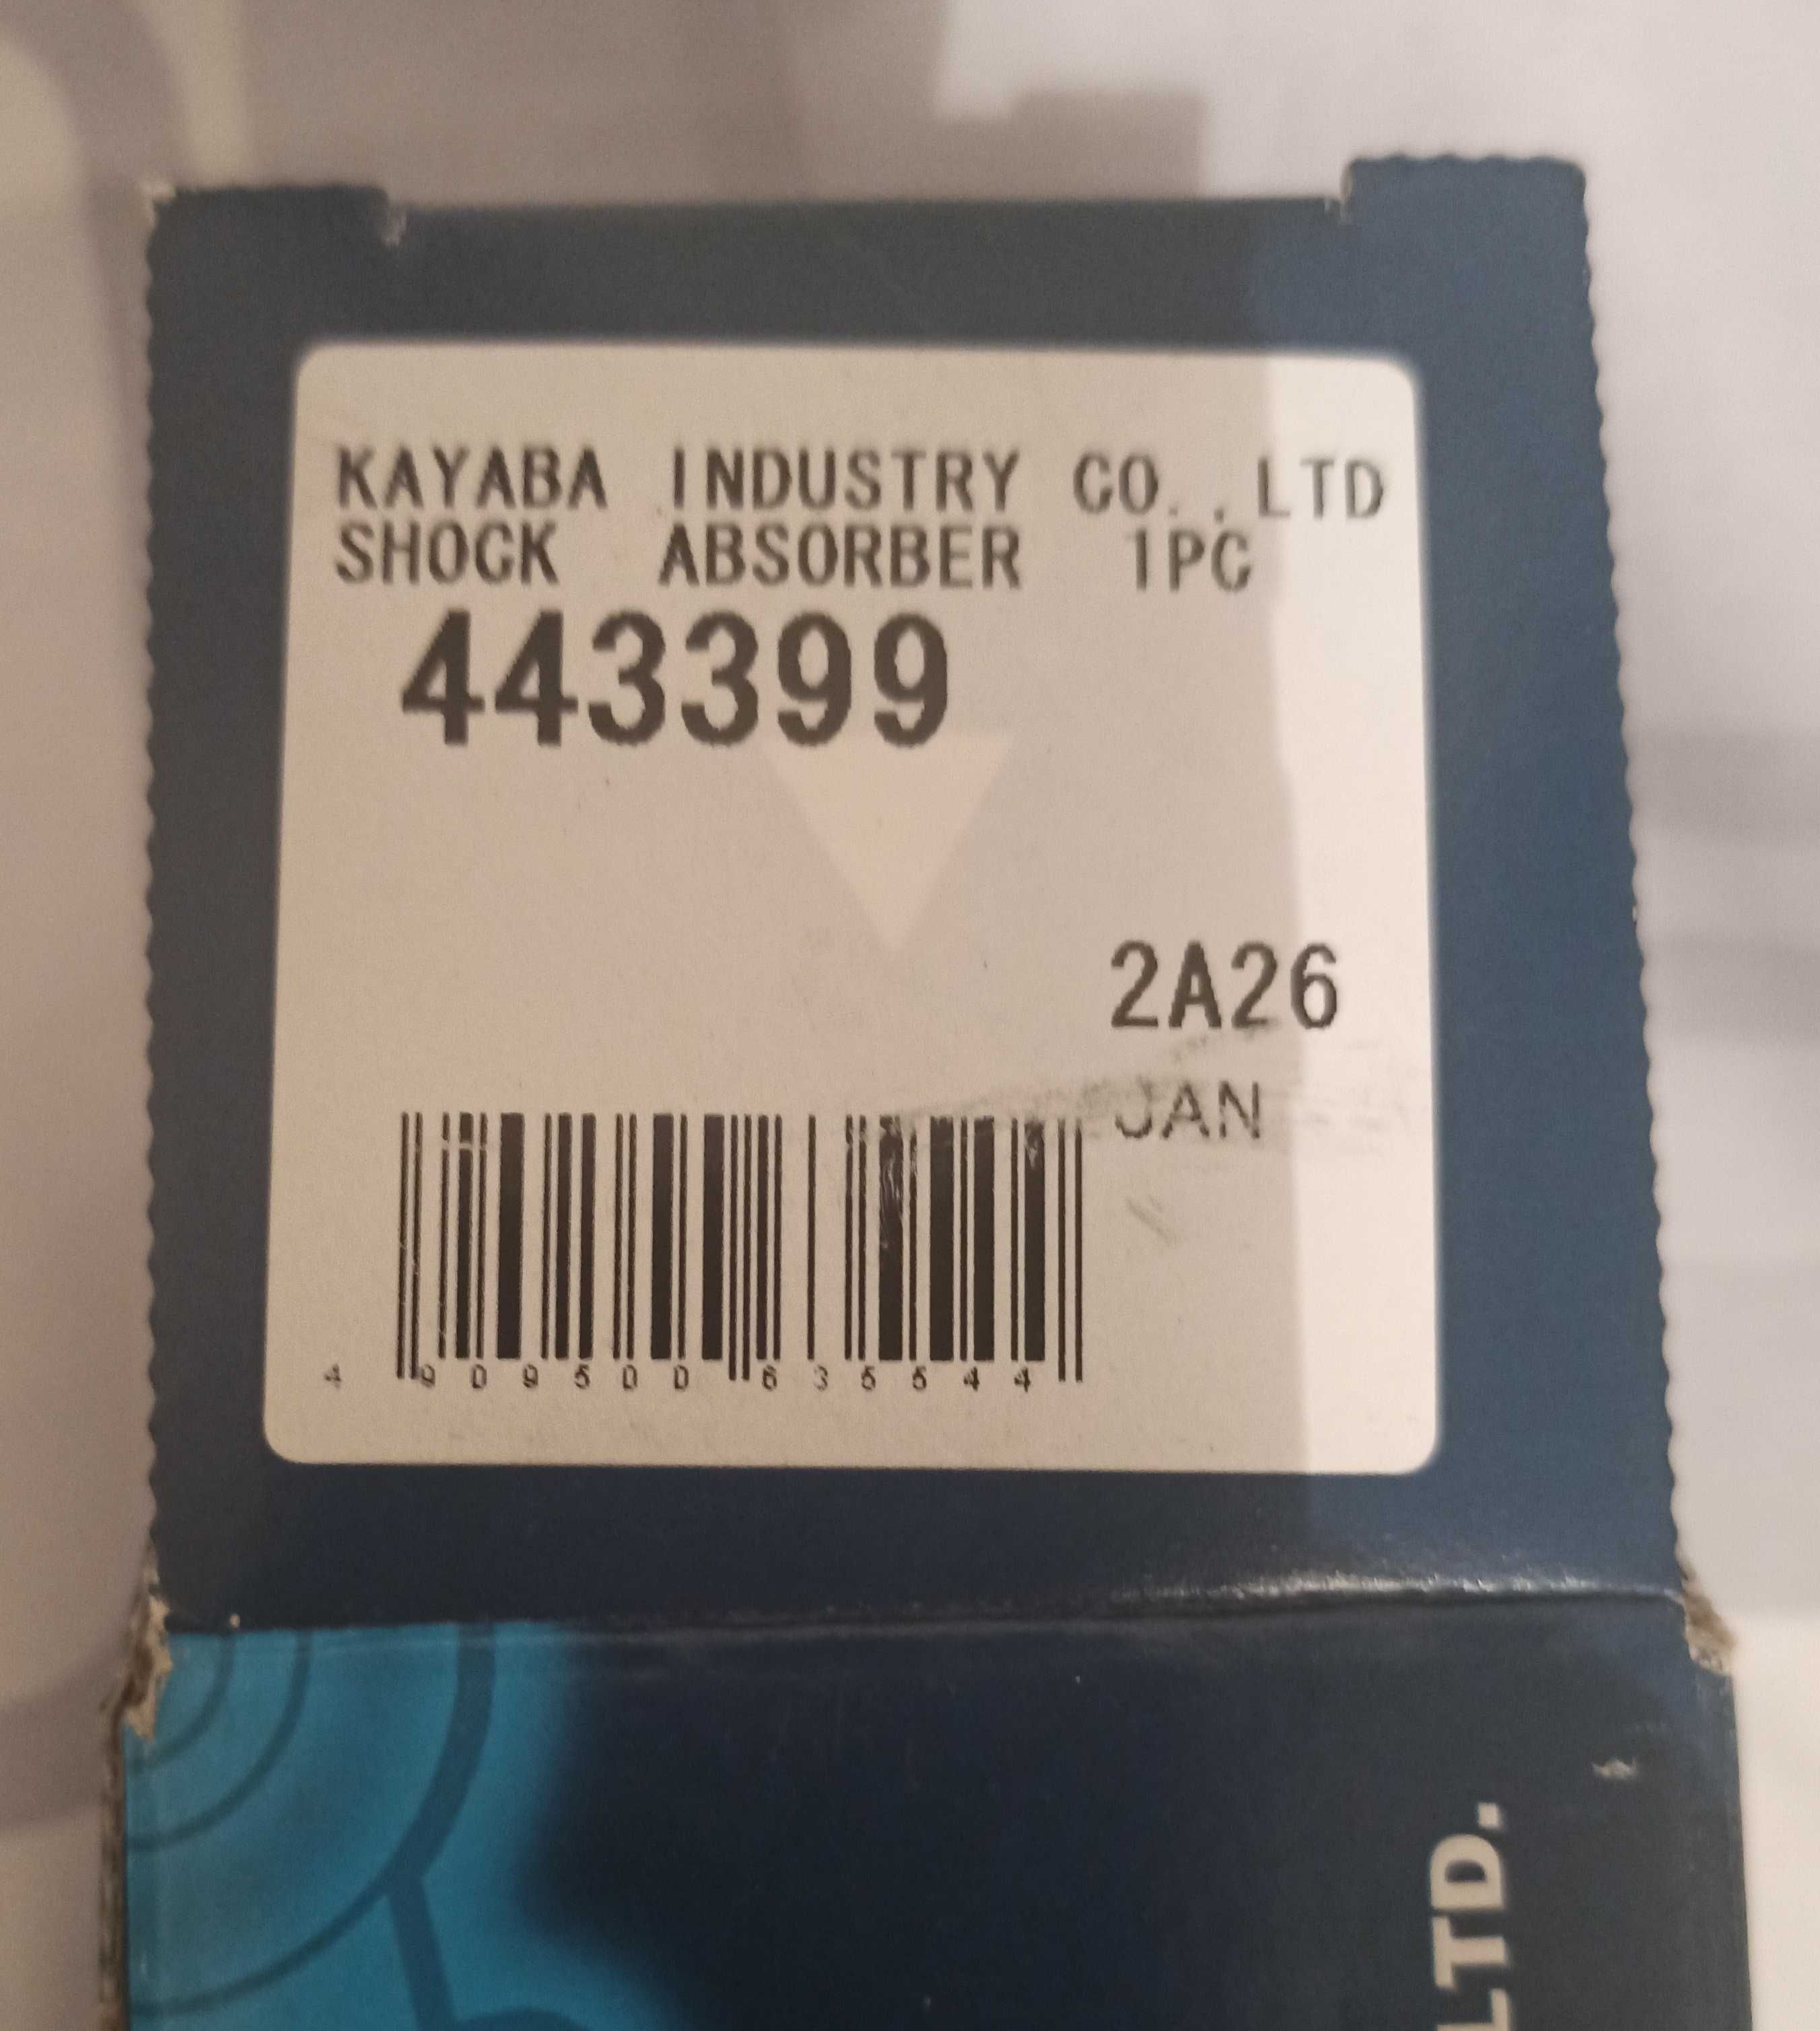 KAYABA INDUSTRY CO.,LTD
SHOCK ABSORBER 1PC
443399
2A26
JAN
4 909500 635544
LTD.